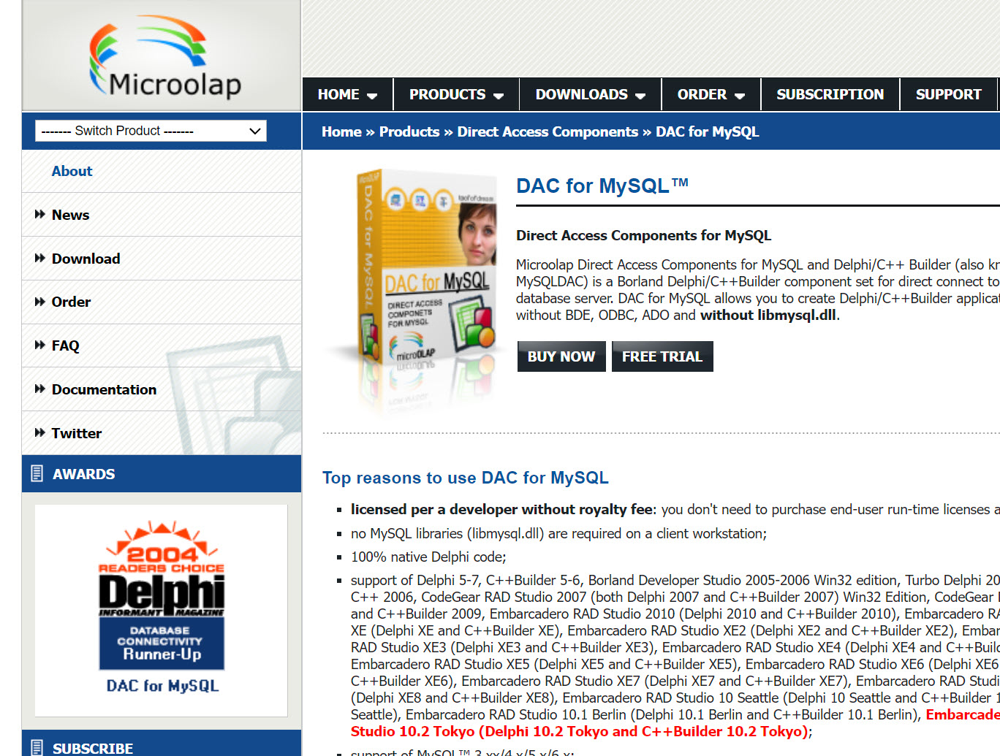 Microolap
HOME
PRODUCTS
DOWNLOADS
ORDER
SUBSCRIPTION
SUPPORT
------- Switch Product -------
Home » Products » Direct Access Components » DAC for MySQL
About
News
Download
Order
FAQ
Documentation
Twitter
AWARDS
2004
READERS CHOICE
Delphi
INFORMANT MAGAZINE
DATABASE
CONNECTIVITY
Runner-Up
DAC for MySQL
SUBSCRIBE
microOLAP
DAC for MySQL
DAC for MySQL
DIRECT ACCESS
COMPONETS
FOR MYSQL
microOLAP
DAC for MySQL™
Direct Access Components for MySQL
Microolap Direct Access Components for MySQL and Delphi/C++ Builder (also kn
MySQLDAC) is a Borland Delphi/C++Builder component set for direct connect to
database server. DAC for MySQL allows you to create Delphi/C++Builder applicat
without BDE, ODBC, ADO and without libmysql.dll.
BUY NOW
FREE TRIAL
Top reasons to use DAC for MySQL
licensed per a developer without royalty fee: you don't need to purchase end-user run-time licenses a
no MySQL libraries (libmysql.dll) are required on a client workstation;
100% native Delphi code;
support of Delphi 5-7, C++Builder 5-6, Borland Developer Studio 2005-2006 Win32 edition, Turbo Delphi 20
C++ 2006, CodeGear RAD Studio 2007 (both Delphi 2007 and C++Builder 2007) Win32 Edition, CodeGear
and C++Builder 2009, Embarcadero RAD Studio 2010 (Delphi 2010 and C++Builder 2010), Embarcadero RA
XE (Delphi XE and C++Builder XE), Embarcadero RAD Studio XE2 (Delphi XE2 and C++Builder XE2), Embar
RAD Studio XE3 (Delphi XE3 and C++Builder XE3), Embarcadero RAD Studio XE4 (Delphi XE4 and C++Build
Embarcadero RAD Studio XE5 (Delphi XE5 and C++Builder XE5), Embarcadero RAD Studio XE6 (Delphi XE6
C++Builder XE6), Embarcadero RAD Studio XE7 (Delphi XE7 and C++Builder XE7), Embarcadero RAD Studi
(Delphi XE8 and C++Builder XE8), Embarcadero RAD Studio 10 Seattle (Delphi 10 Seattle and C++Builder 1
Seattle), Embarcadero RAD Studio 10.1 Berlin (Delphi 10.1 Berlin and C++Builder 10.1 Berlin), Embarcade
Studio 10.2 Tokyo (Delphi 10.2 Tokyo and C++Builder 10.2 Tokyo);
support of MySQL™ 3.xx/4.x/5.x/6.x;